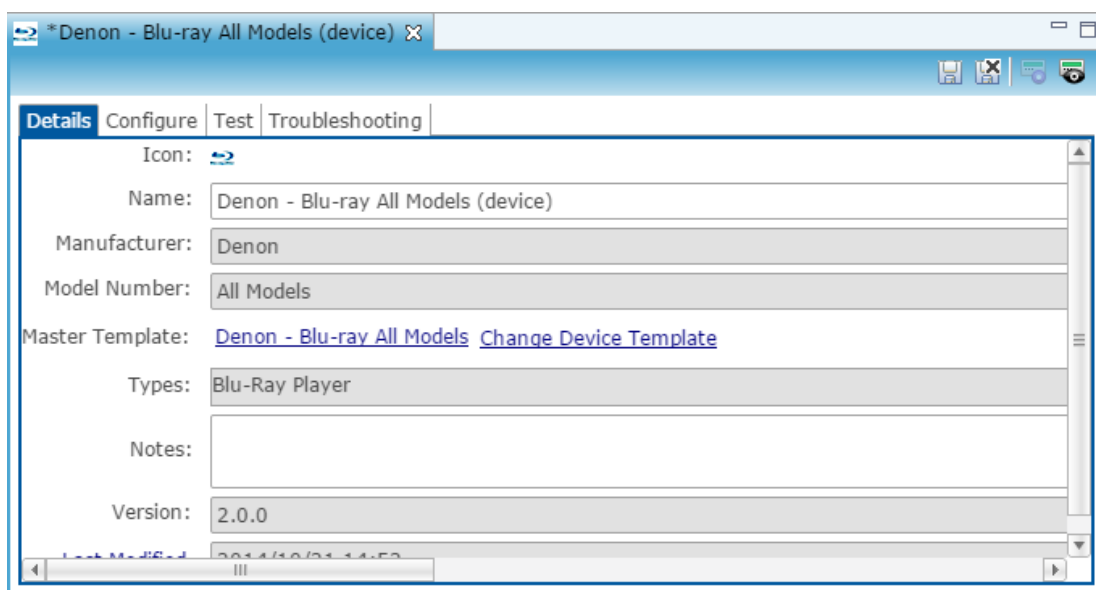 *Denon - Blu-ray All Models (device)
Details Configure Test Troubleshooting
Icon:
Name: Denon - Blu-ray All Models (device)
Manufacturer: Denon
Model Number: All Models
Master Template: Denon - Blu-ray All Models Change Device Template
Types: Blu-Ray Player
Notes:
Version: 2.0.0
Last Modified